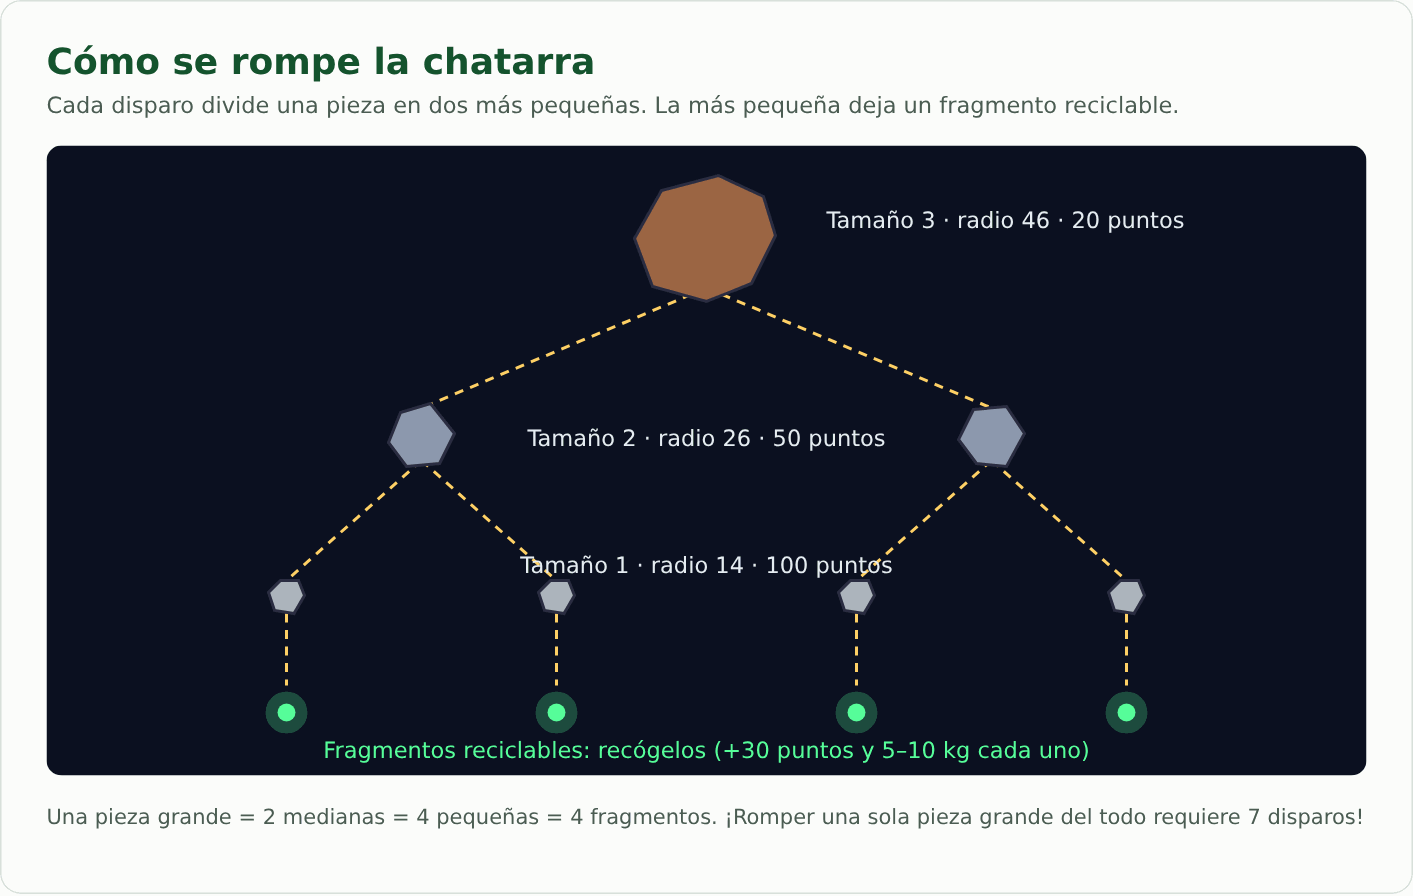 Cómo se rompe la chatarra
Cada disparo divide una pieza en dos más pequeñas. La más pequeña deja un fragmento reciclable.
Tamaño 3 · radio 46 · 20 puntos
Tamaño 2 · radio 26 · 50 puntos
Tamaño 1 · radio 14 · 100 puntos
Fragmentos reciclables: recógelos (+30 puntos y 5–10 kg cada uno)
Una pieza grande = 2 medianas = 4 pequeñas = 4 fragmentos. ¡Romper una sola pieza grande del todo requiere 7 disparos!